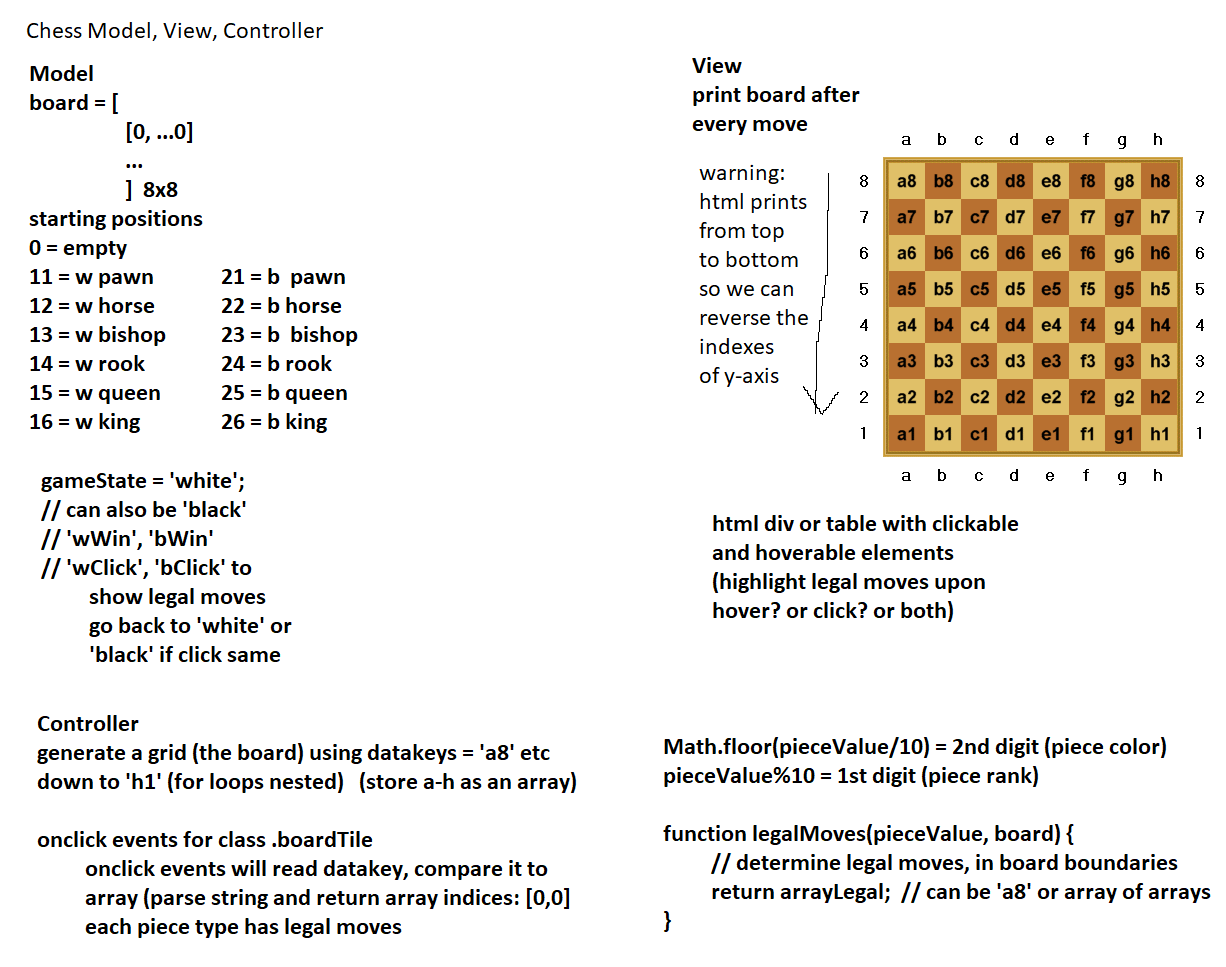 Chess Model, View, Controller
Model
board = [
[0, ...0]
...
] 8x8
starting positions
0 = empty
11 = w pawn 21 = b pawn
12 = w horse 22 = b horse
13 = w bishop 23 = b bishop
14 = w rook 24 = b rook
15 = w queen 25 = b queen
16 = w king 26 = b king
gameState = 'white';
// can also be 'black'
// 'wWin', 'bWin'
// 'wClick', 'bClick' to
show legal moves
go back to 'white' or
'black' if click same
View
print board after
every move
warning:
html prints
from top
to bottom
so we can
reverse the
indexes
of y-axis
a b c d e f g h
8 a8 b8 c8 d8 e8 f8 g8 h8 8
7 a7 b7 c7 d7 e7 f7 g7 h7 7
6 a6 b6 c6 d6 e6 f6 g6 h6 6
5 a5 b5 c5 d5 e5 f5 g5 h5 5
4 a4 b4 c4 d4 e4 f4 g4 h4 4
3 a3 b3 c3 d3 e3 f3 g3 h3 3
2 a2 b2 c2 d2 e2 f2 g2 h2 2
1 a1 b1 c1 d1 e1 f1 g1 h1 1
a b c d e f g h
html div or table with clickable
and hoverable elements
(highlight legal moves upon
hover? or click? or both)
Controller
generate a grid (the board) using datakeys = 'a8' etc
down to 'h1' (for loops nested) (store a-h as an array)
onclick events for class .boardTile
onclick events will read datakey, compare it to
array (parse string and return array indices: [0,0]
each piece type has legal moves
Math.floor(pieceValue/10) = 2nd digit (piece color)
pieceValue%10 = 1st digit (piece rank)
function legalMoves(pieceValue, board) {
// determine legal moves, in board boundaries
return arrayLegal; // can be 'a8' or array of arrays
}